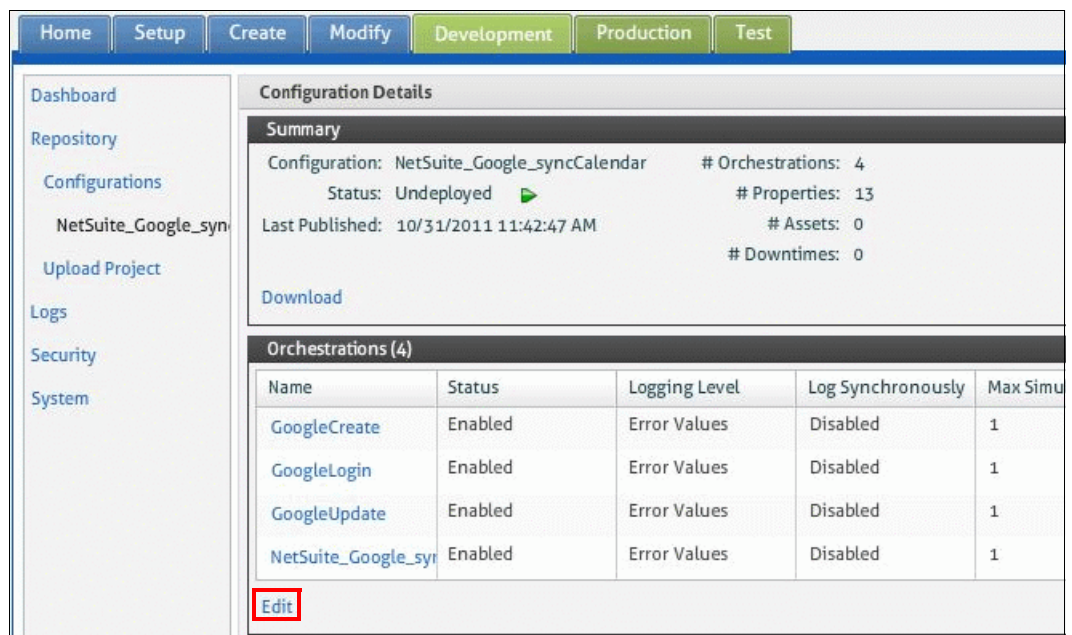 Home Setup Create Modify Development Production Test
Dashboard
Repository
Configurations
NetSuite_Google_syn
Upload Project
Logs
Security
System
Configuration Details
Summary
Configuration: NetSuite_Google_syncCalendar # Orchestrations: 4
Status: Undeployed # Properties: 13
Last Published: 10/31/2011 11:42:47 AM # Assets: 0
# Downtimes: 0
Download
Orchestrations (4)
Name Status Logging Level Log Synchronously Max Simu
GoogleCreate Enabled Error Values Disabled 1
GoogleLogin Enabled Error Values Disabled 1
GoogleUpdate Enabled Error Values Disabled 1
NetSuite_Google_syn Enabled Error Values Disabled 1
Edit